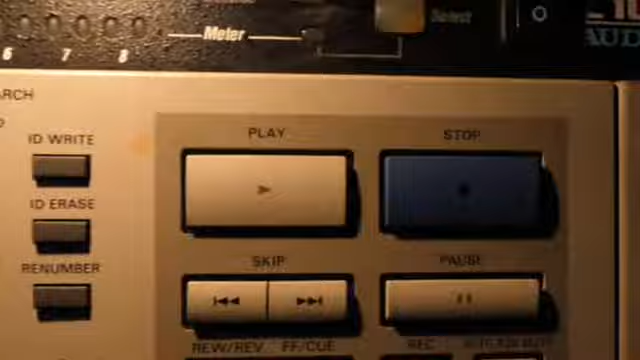 Meter
Select
6 7 8
AUD
ARCH
PLAY
STOP
ID WRITE
ID ERASE
RENUMBER
SKIP
PAUSE
REW/REV FF/CUE
REC